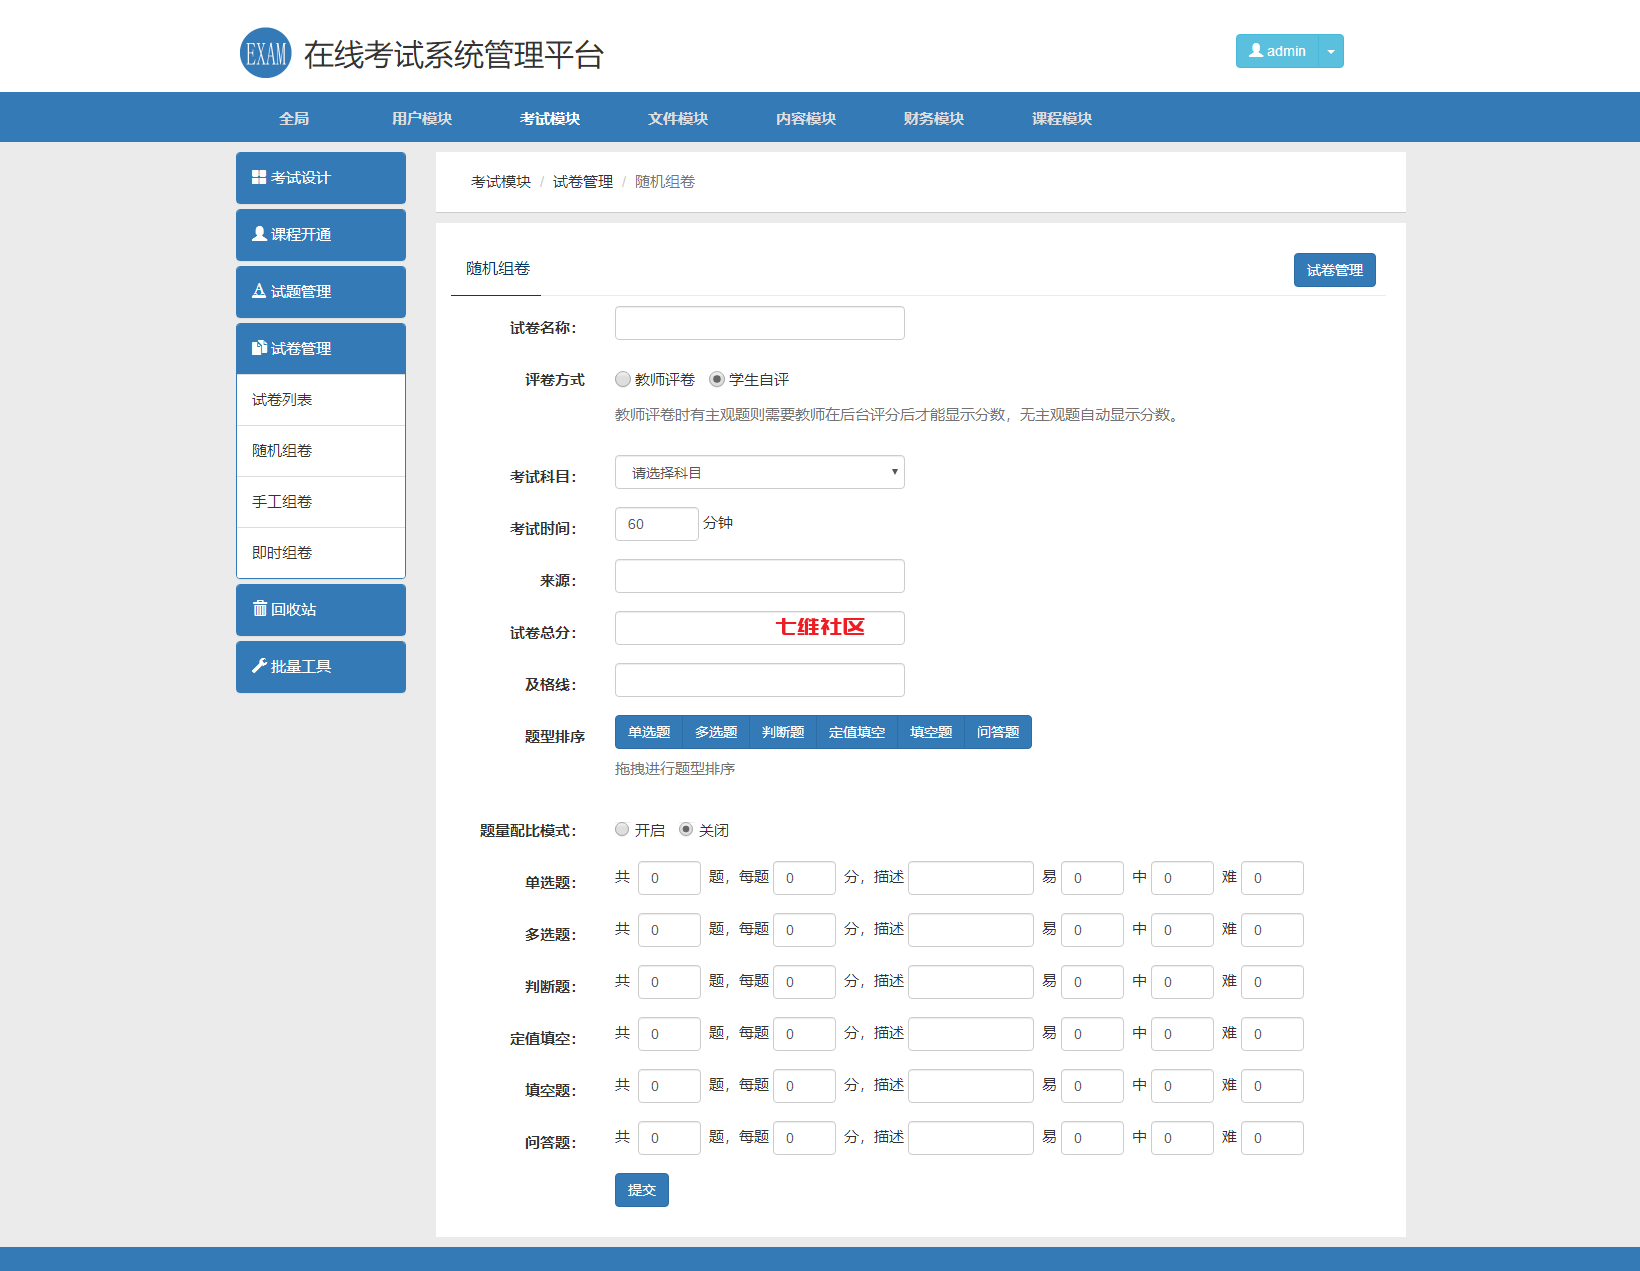 EXAM 在线考试系统管理平台
admin
全局 用户模块 考试模块 文件模块 内容模块 财务模块 课程模块
考试设计
课程开通
试题管理
试卷管理
试卷列表
随机组卷
手工组卷
即时组卷
回收站
批量工具
考试模块 / 试卷管理 / 随机组卷
随机组卷
试卷管理
试卷名称：
评卷方式 教师评卷 学生自评
教师评卷时有主观题则需要教师在后台评分后才能显示分数，无主观题自动显示分数。
考试科目： 请选择科目
考试时间： 60 分钟
来源：
试卷总分： 七维社区
及格线：
题型排序 单选题 多选题 判断题 定值填空 填空题 问答题
拖拽进行题型排序
题量配比模式： 开启 关闭
单选题： 共 0 题，每题 0 分，描述 易 0 中 0 难 0
多选题： 共 0 题，每题 0 分，描述 易 0 中 0 难 0
判断题： 共 0 题，每题 0 分，描述 易 0 中 0 难 0
定值填空： 共 0 题，每题 0 分，描述 易 0 中 0 难 0
填空题： 共 0 题，每题 0 分，描述 易 0 中 0 难 0
问答题： 共 0 题，每题 0 分，描述 易 0 中 0 难 0
提交